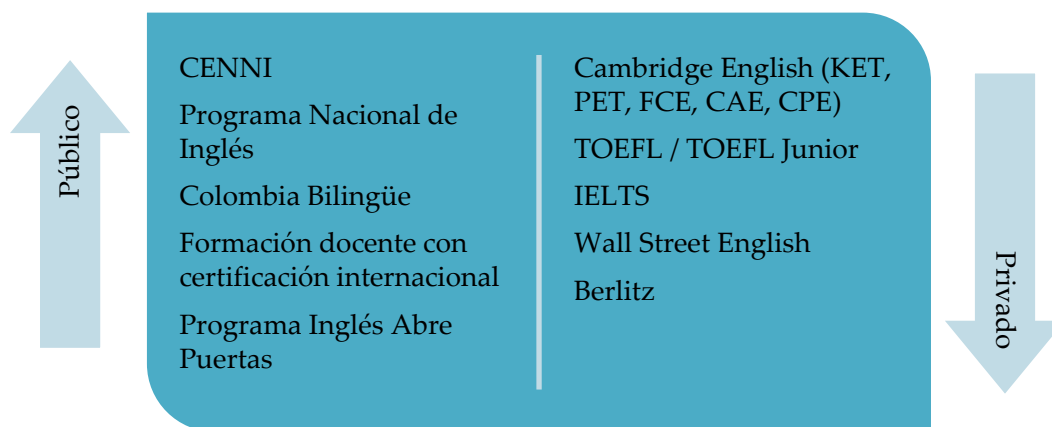 Público
CENNI
Programa Nacional de
Inglés
Colombia Bilingüe
Formación docente con
certificación internacional
Programa Inglés Abre
Puertas
Cambridge English (KET,
PET, FCE, CAE, CPE)
TOEFL / TOEFL Junior
IELTS
Wall Street English
Berlitz
Privado